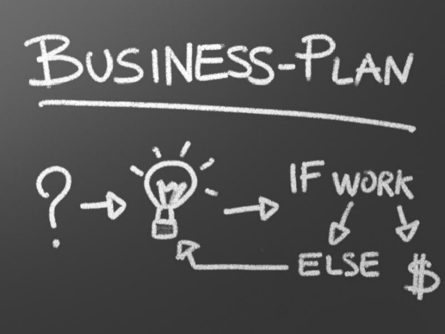 BUSINESS-PLAN
? IF WORK
ELSE $